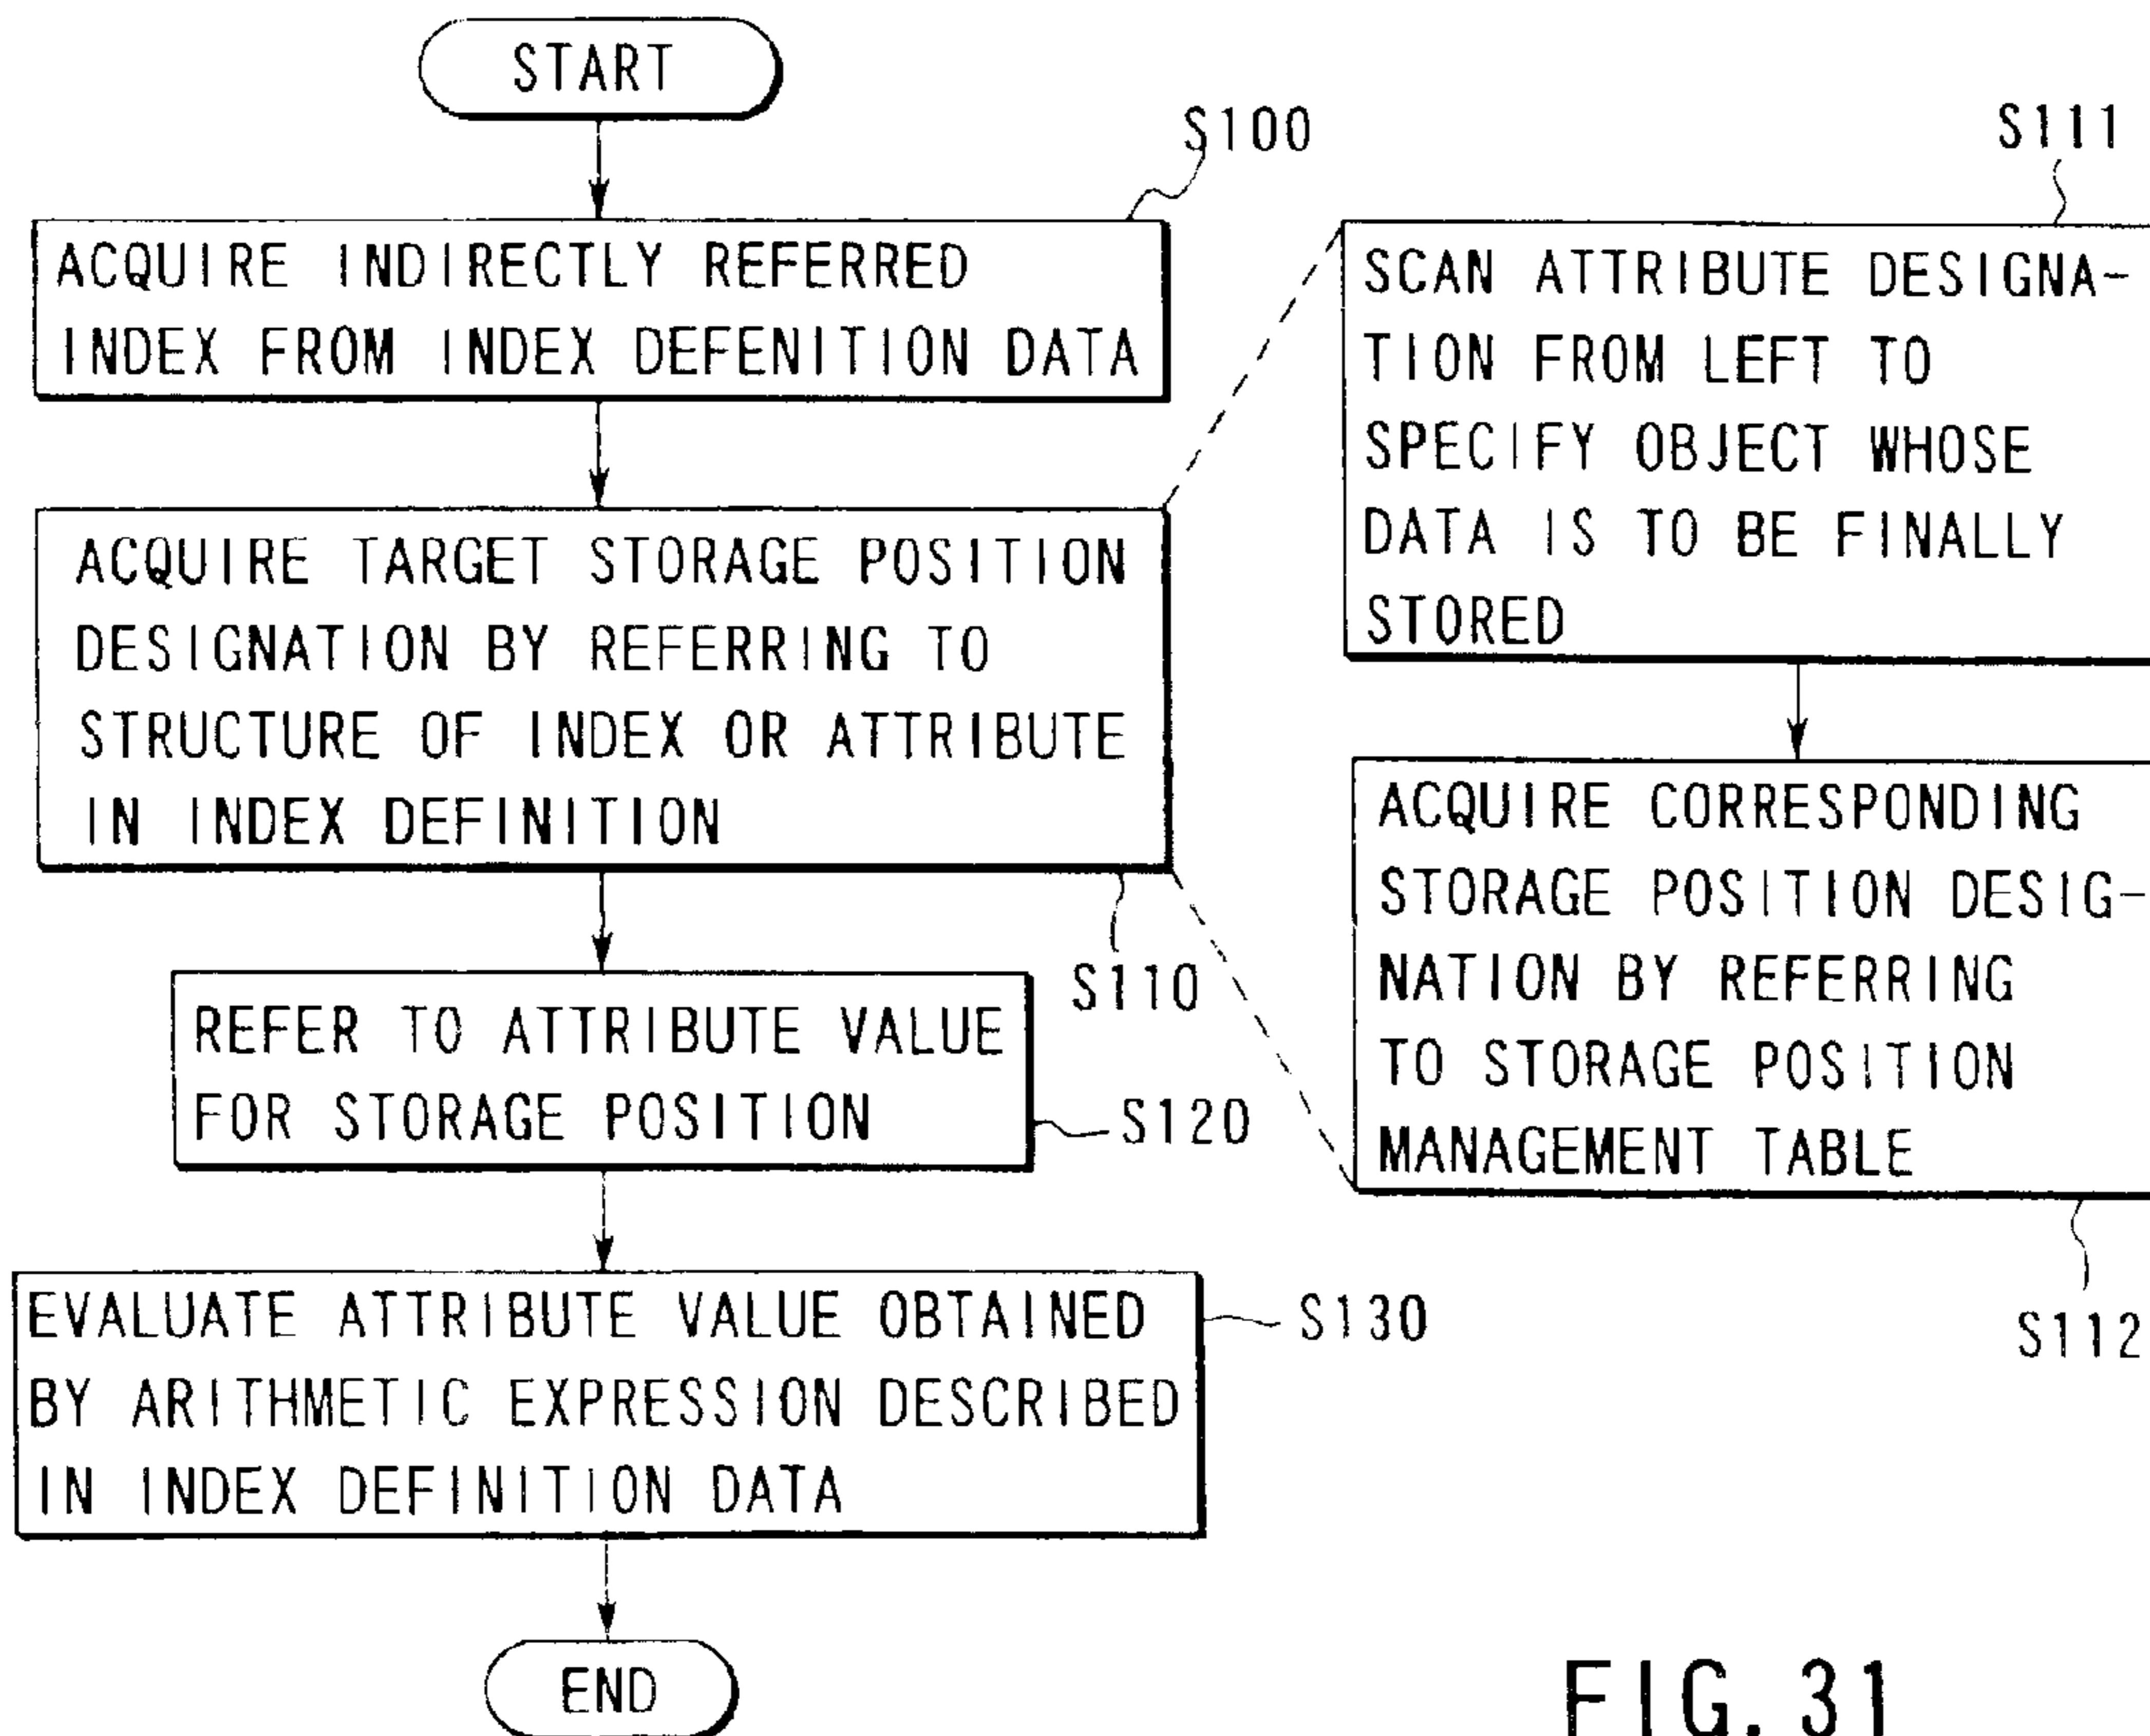 START
S100
ACQUIRE INDIRECTLY REFERRED
INDEX FROM INDEX DEFENITION DATA
ACQUIRE TARGET STORAGE POSITION
DESIGNATION BY REFERRING TO
STRUCTURE OF INDEX OR ATTRIBUTE
IN INDEX DEFINITION
S110
REFER TO ATTRIBUTE VALUE
FOR STORAGE POSITION
S120
EVALUATE ATTRIBUTE VALUE OBTAINED
BY ARITHMETIC EXPRESSION DESCRIBED
IN INDEX DEFINITION DATA
S130
END
S111
SCAN ATTRIBUTE DESIGNA-
TION FROM LEFT TO
SPECIFY OBJECT WHOSE
DATA IS TO BE FINALLY
STORED
ACQUIRE CORRESPONDING
STORAGE POSITION DESIG-
NATION BY REFERRING
TO STORAGE POSITION
MANAGEMENT TABLE
S112
FIG. 31